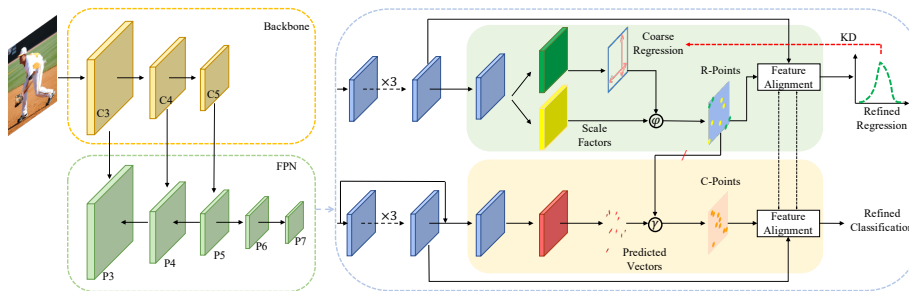 Backbone
C3
C4
C5
FPN
P3
P4
P5
P6
P7
×3
Coarse
Regression
KD
R-Points
Feature
Alignment
Scale
Factors
φ
Refined
Regression
×3
C-Points
γ
Predicted
Vectors
Feature
Alignment
Refined
Classification